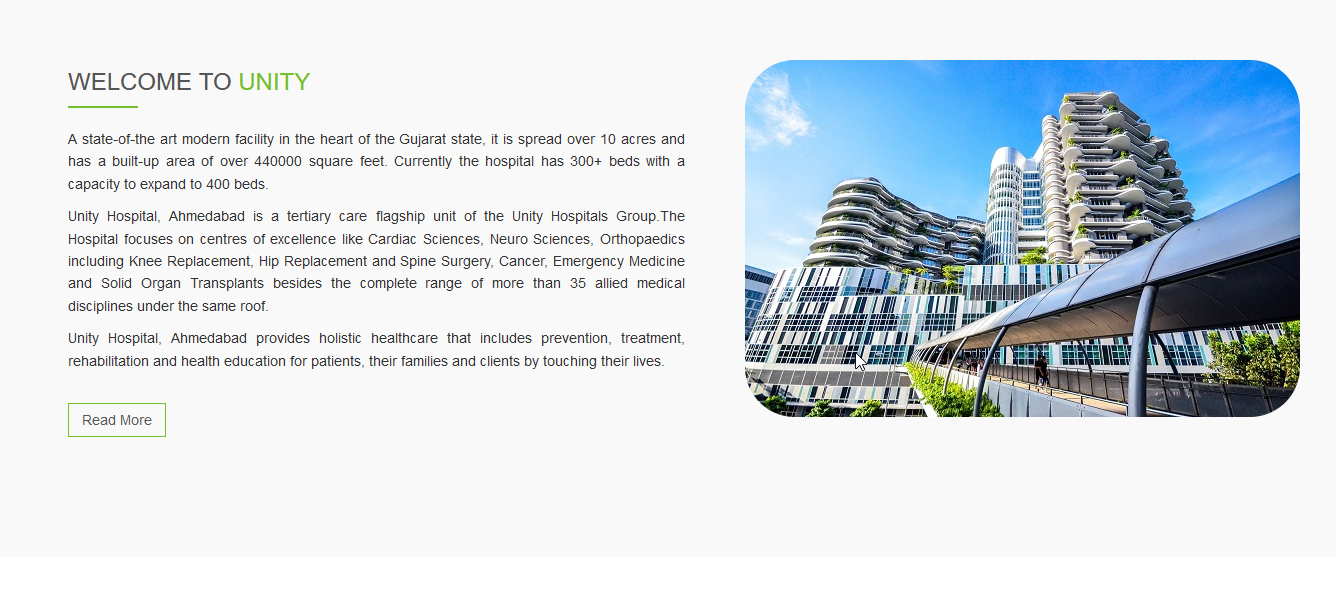 WELCOME TO UNITY
A state-of-the art modern facility in the heart of the Gujarat state, it is spread over 10 acres and
has a built-up area of over 440000 square feet. Currently the hospital has 300+ beds with a
capacity to expand to 400 beds.
Unity Hospital, Ahmedabad is a tertiary care flagship unit of the Unity Hospitals Group.The
Hospital focuses on centres of excellence like Cardiac Sciences, Neuro Sciences, Orthopaedics
including Knee Replacement, Hip Replacement and Spine Surgery, Cancer, Emergency Medicine
and Solid Organ Transplants besides the complete range of more than 35 allied medical
disciplines under the same roof.
Unity Hospital, Ahmedabad provides holistic healthcare that includes prevention, treatment,
rehabilitation and health education for patients, their families and clients by touching their lives.
Read More